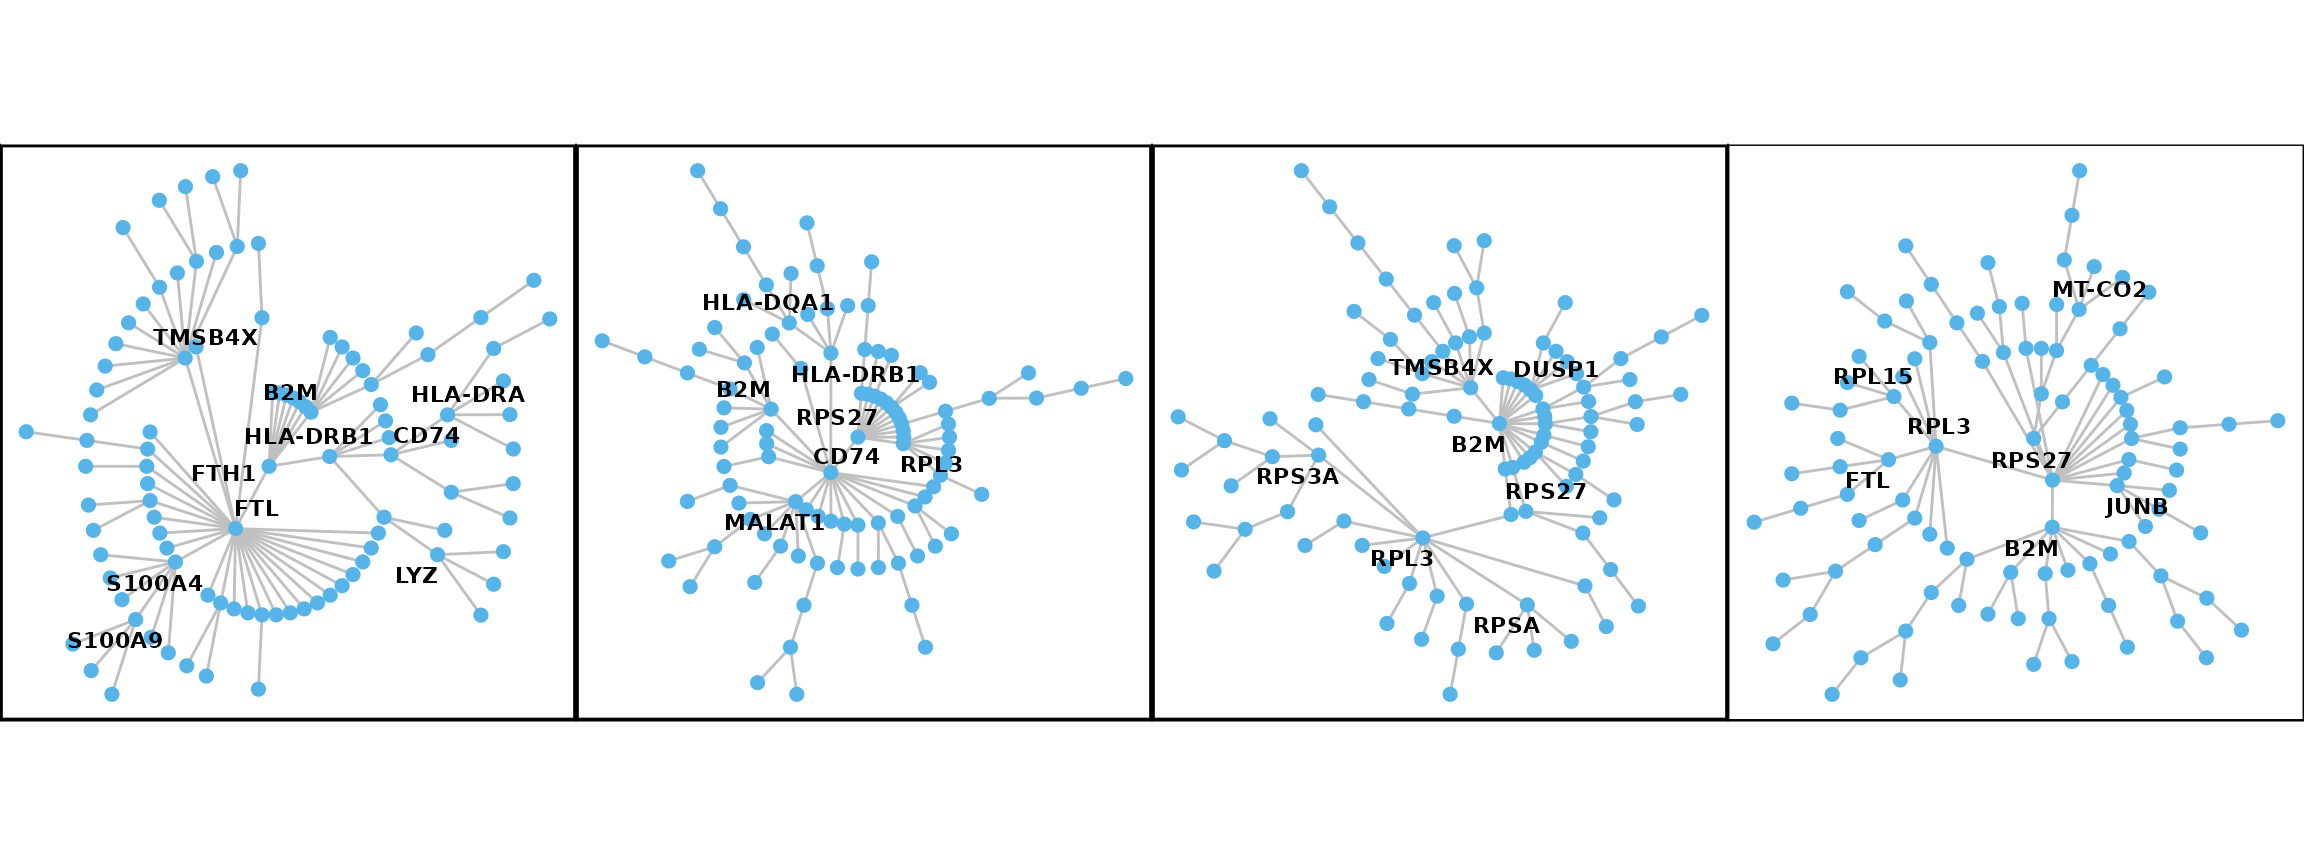 TMSB4X
B2M
HLA-DRA
HLA-DRB1
CD74
FTH1
FTL
LYZ
S100A4
S100A9
HLA-DQA1
HLA-DRB1
B2M
RPS27
CD74
RPL3
MALAT1
TMSB4X
DUSP1
B2M
RPS3A
RPS27
RPL3
RPSA
MT-CO2
RPL15
RPL3
RPS27
FTL
JUNB
B2M